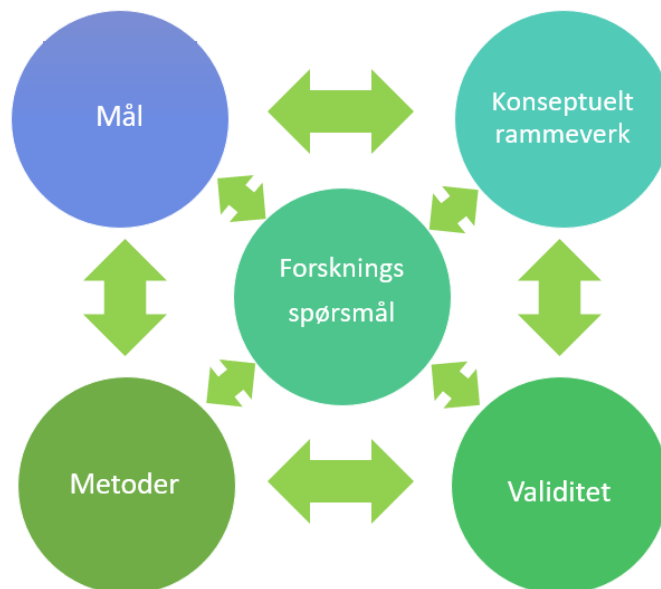 Mål
Konseptuelt
rammeverk
Forsknings
spørsmål
Metoder
Validitet